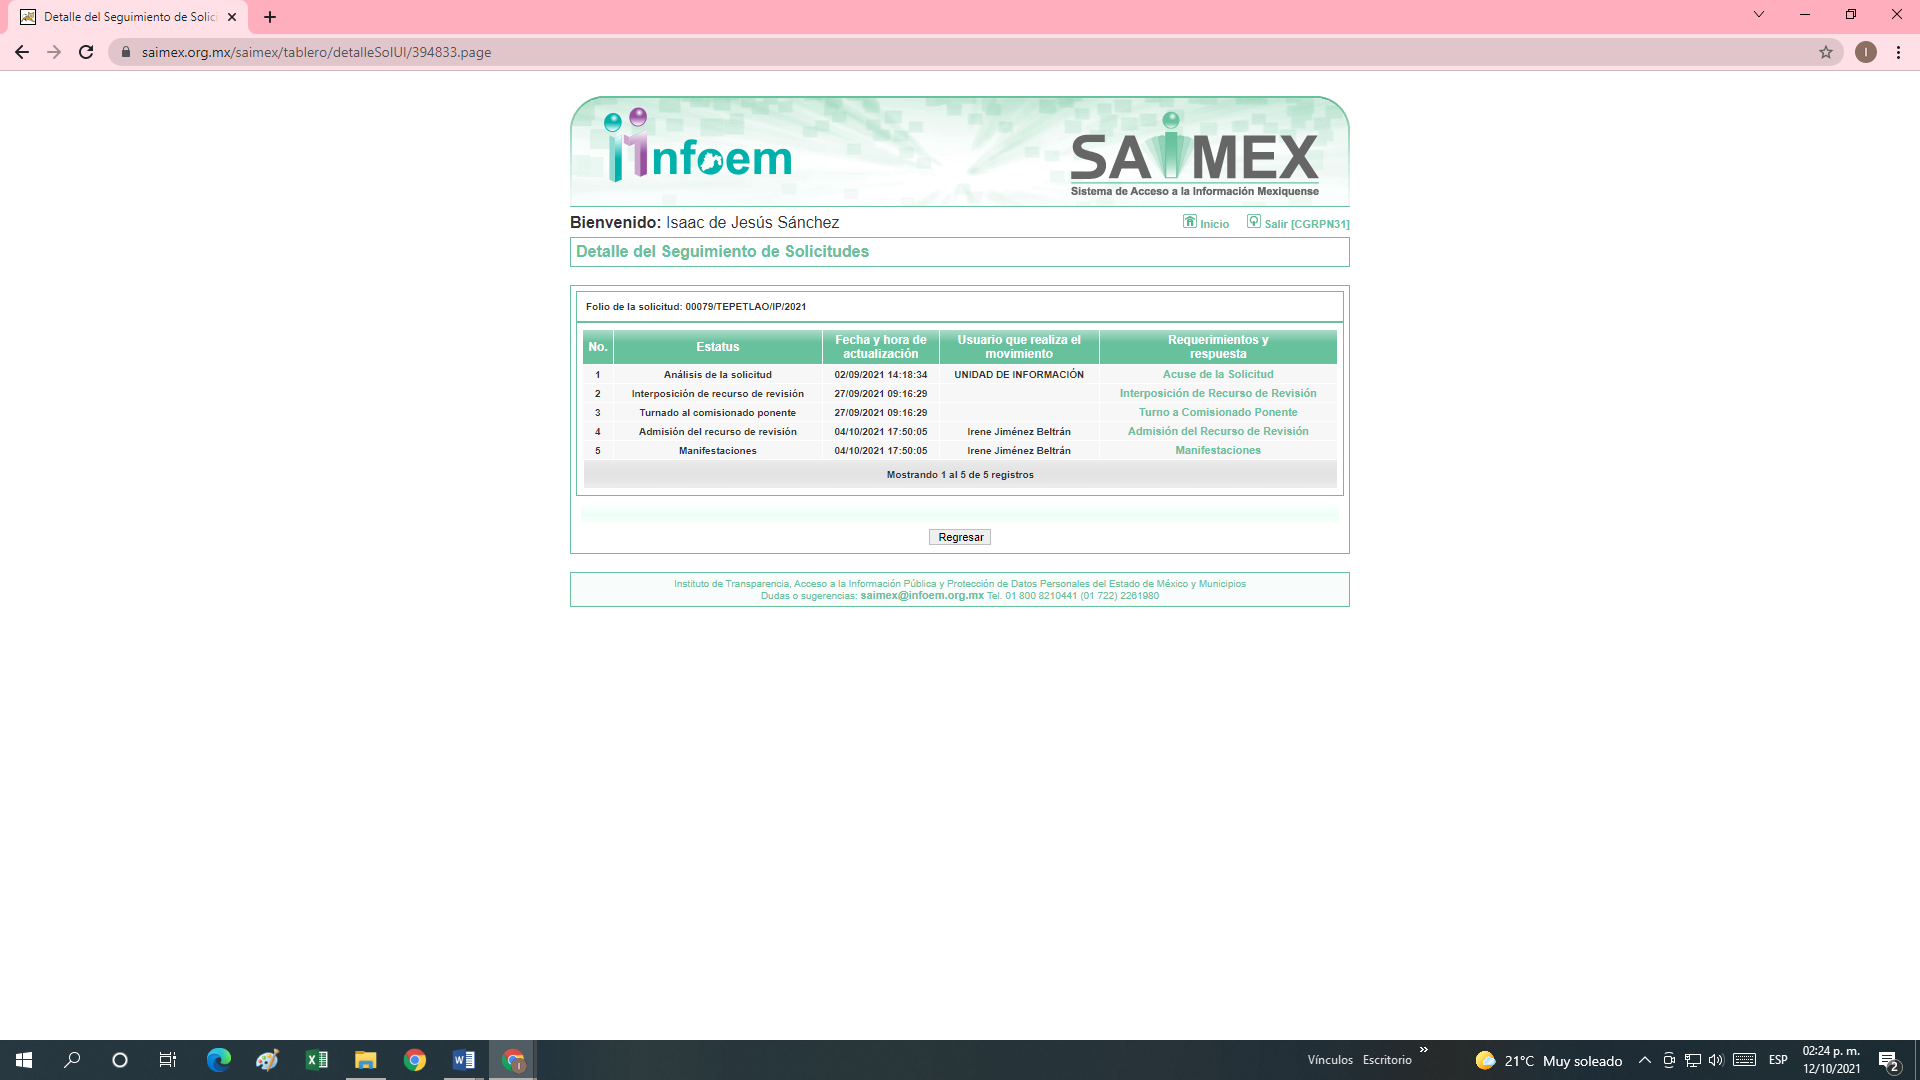 Detalle del Seguimiento de Solici
saimex.org.mx/saimex/tablero/detalleSolUI/394833.page
I
infoem
SAIMEX
Sistema de Acceso a la Información Mexiquense
Bienvenido: Isaac de Jesús Sánchez
Inicio Salir [CGRPN31]
Detalle del Seguimiento de Solicitudes
Folio de la solicitud: 00079/TEPETLAO/IP/2021
No. Estatus Fecha y hora de actualización Usuario que realiza el movimiento Requerimientos y respuesta
1 Análisis de la solicitud 02/09/2021 14:18:34 UNIDAD DE INFORMACIÓN Acuse de la Solicitud
2 Interposición de recurso de revisión 27/09/2021 09:16:29 Interposición de Recurso de Revisión
3 Turnado al comisionado ponente 27/09/2021 09:16:29 Turno a Comisionado Ponente
4 Admisión del recurso de revisión 04/10/2021 17:50:05 Irene Jiménez Beltrán Admisión del Recurso de Revisión
5 Manifestaciones 04/10/2021 17:50:05 Irene Jiménez Beltrán Manifestaciones
Mostrando 1 al 5 de 5 registros
Regresar
Instituto de Transparencia, Acceso a la Información Pública y Protección de Datos Personales del Estado de México y Municipios
Dudas o sugerencias: saimex@infoem.org.mx Tel. 01 800 8210441 (01 722) 2261980
Vínculos Escritorio » 21°C Muy soleado ESP 02:24 p. m.
12/10/2021 2